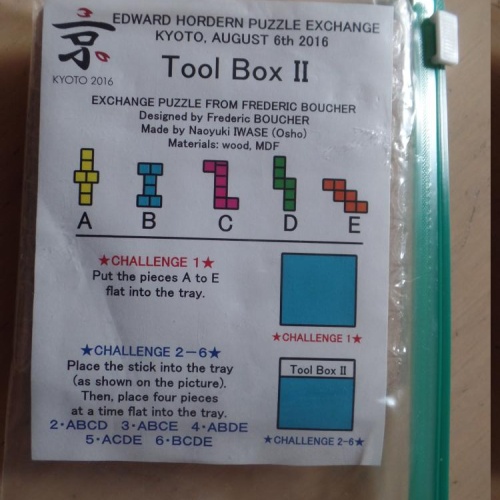 京
KYOTO 2016
EDWARD HORDERN PUZZLE EXCHANGE
KYOTO, AUGUST 6th 2016
Tool Box II
EXCHANGE PUZZLE FROM FREDERIC BOUCHER
Designed by Frederic BOUCHER
Made by Naoyuki IWASE (Osho)
Materials: wood, MDF
A B C D E
★CHALLENGE 1★
Put the pieces A to E
flat into the tray.
★CHALLENGE 1★
★CHALLENGE 2-6★
Place the stick into the tray
(as shown on the picture).
Then, place four pieces
at a time flat into the tray.
2・ABCD 3・ABCE 4・ABDE
5・ACDE 6・BCDE
Tool Box II
★CHALLENGE 2-6★